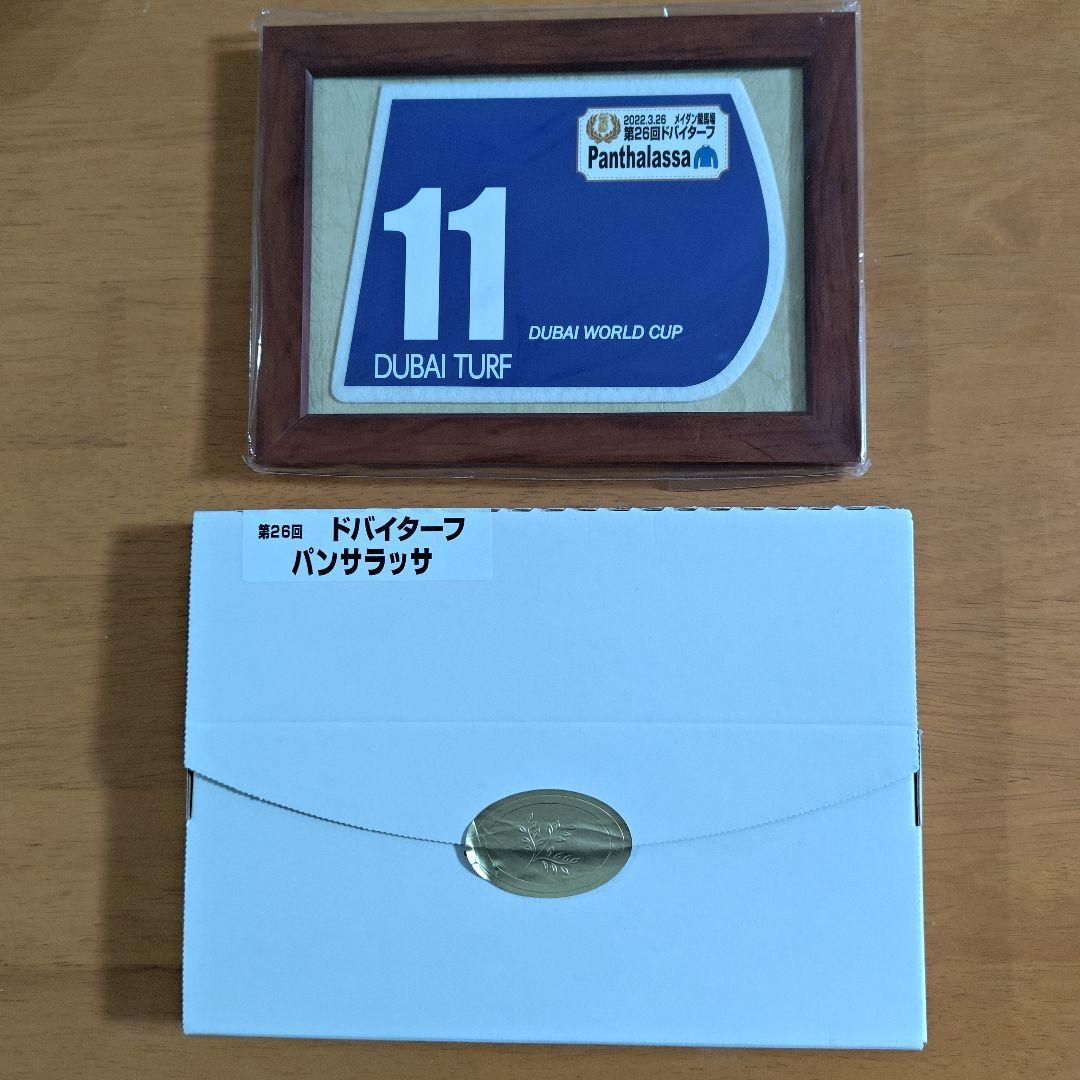 2022.3.26 メイダン競馬場
第26回ドバイターフ
Panthalassa
11
DUBAI WORLD CUP
DUBAI TURF
第26回 ドバイターフ
パンサラッサ